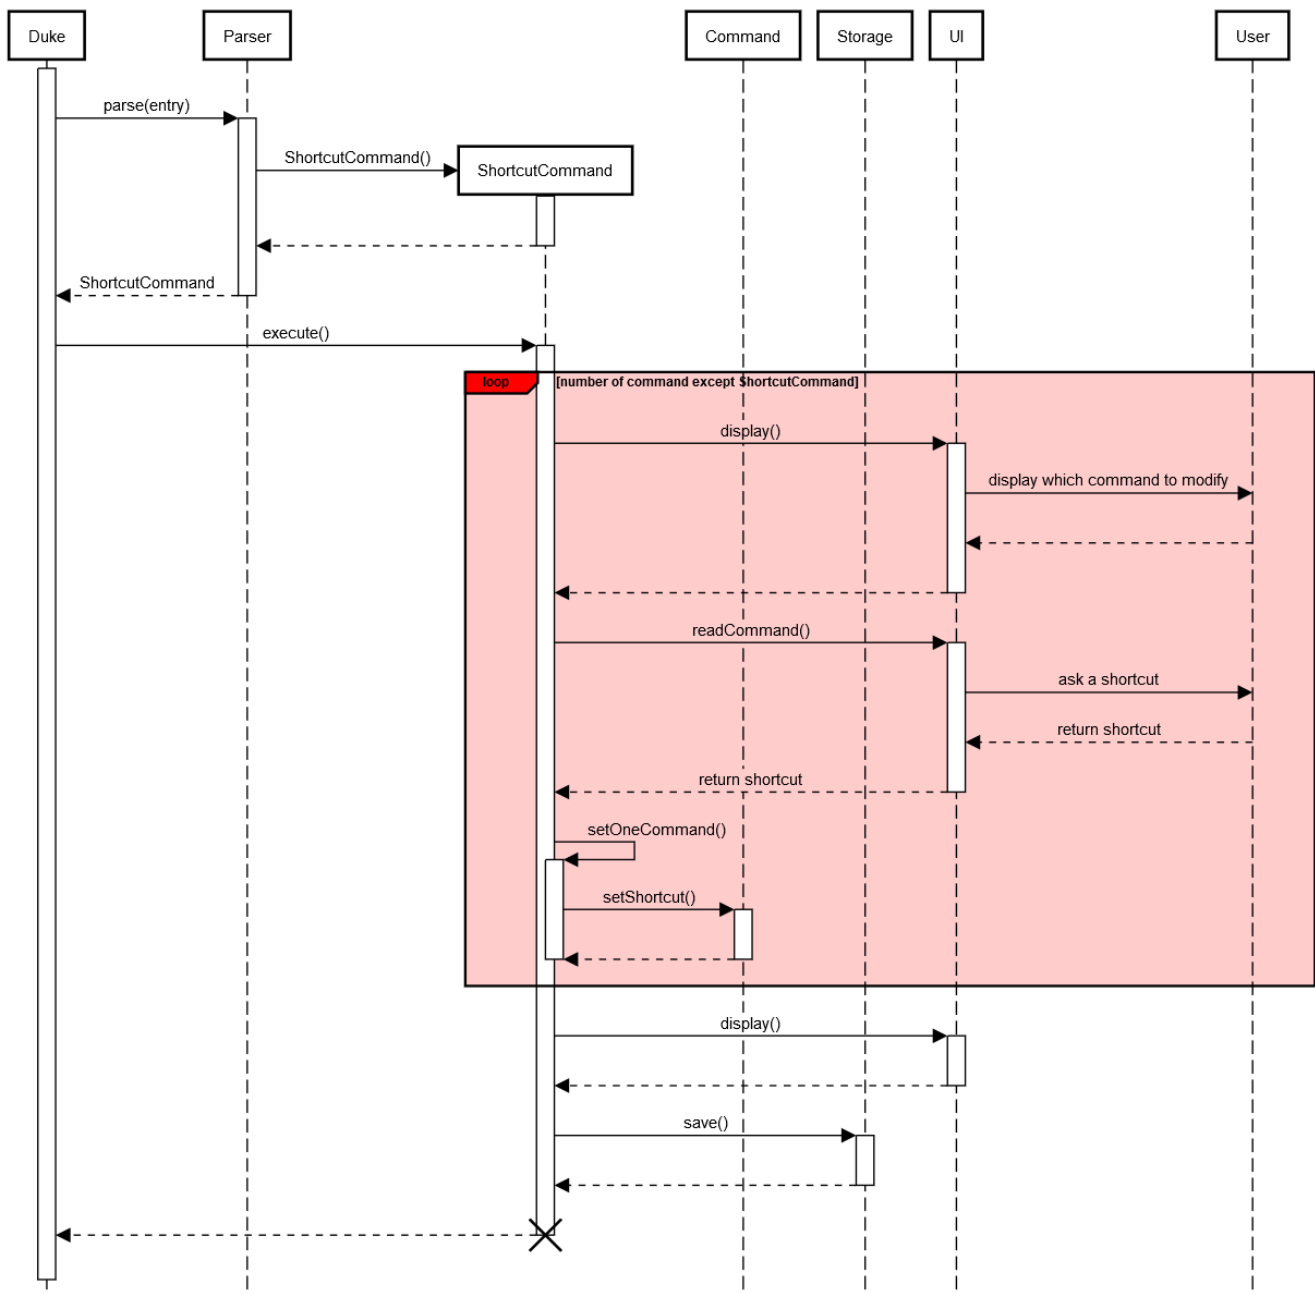 Duke
Parser
Command
Storage
UI
User
parse(entry)
ShortcutCommand()
ShortcutCommand
ShortcutCommand
execute()
loop
[number of command except ShortcutCommand]
display()
display which command to modify
readCommand()
ask a shortcut
return shortcut
return shortcut
setOneCommand()
setShortcut()
display()
save()